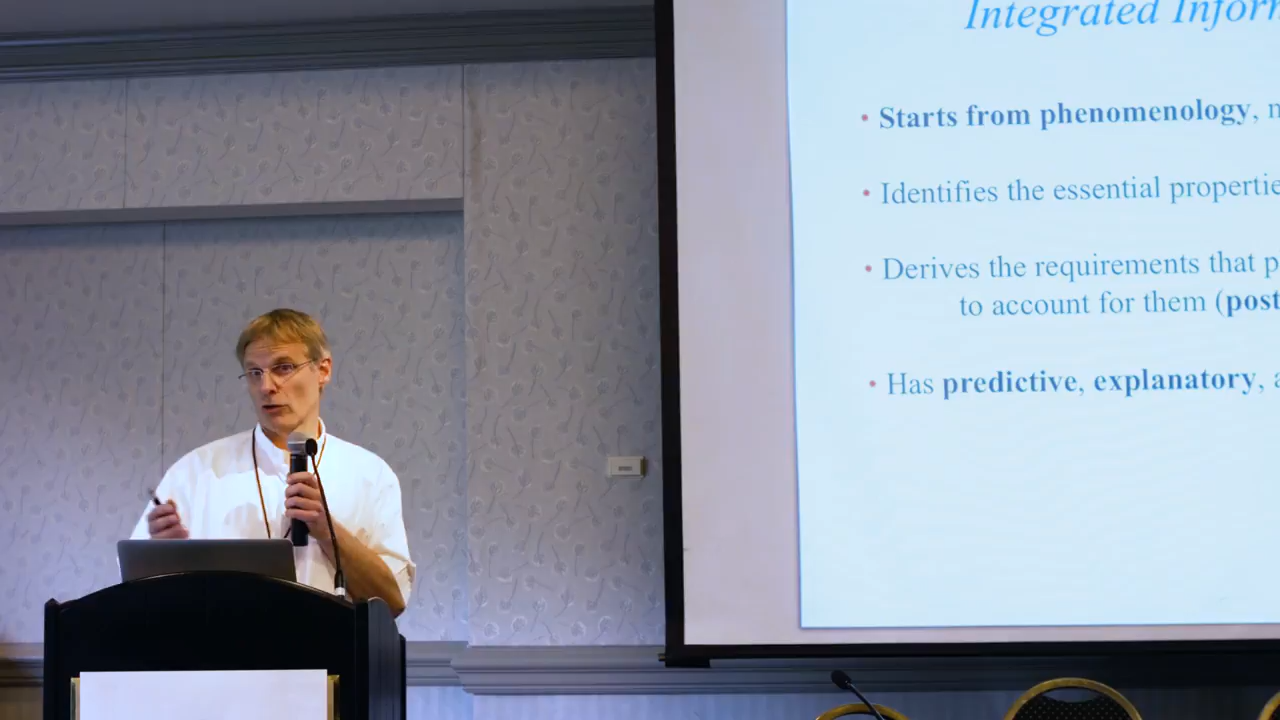 Integrated Infor
• Starts from phenomenology,
• Identifies the essential propertie
• Derives the requirements that p
to account for them (post
• Has predictive, explanatory, a